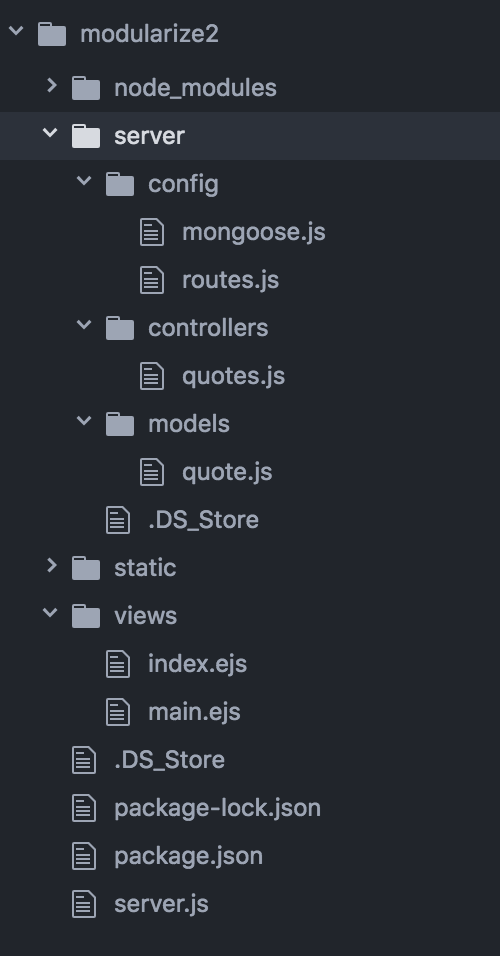 modularize2
node_modules
server
config
mongoose.js
routes.js
controllers
quotes.js
models
quote.js
.DS_Store
static
views
index.ejs
main.ejs
.DS_Store
package-lock.json
package.json
server.js